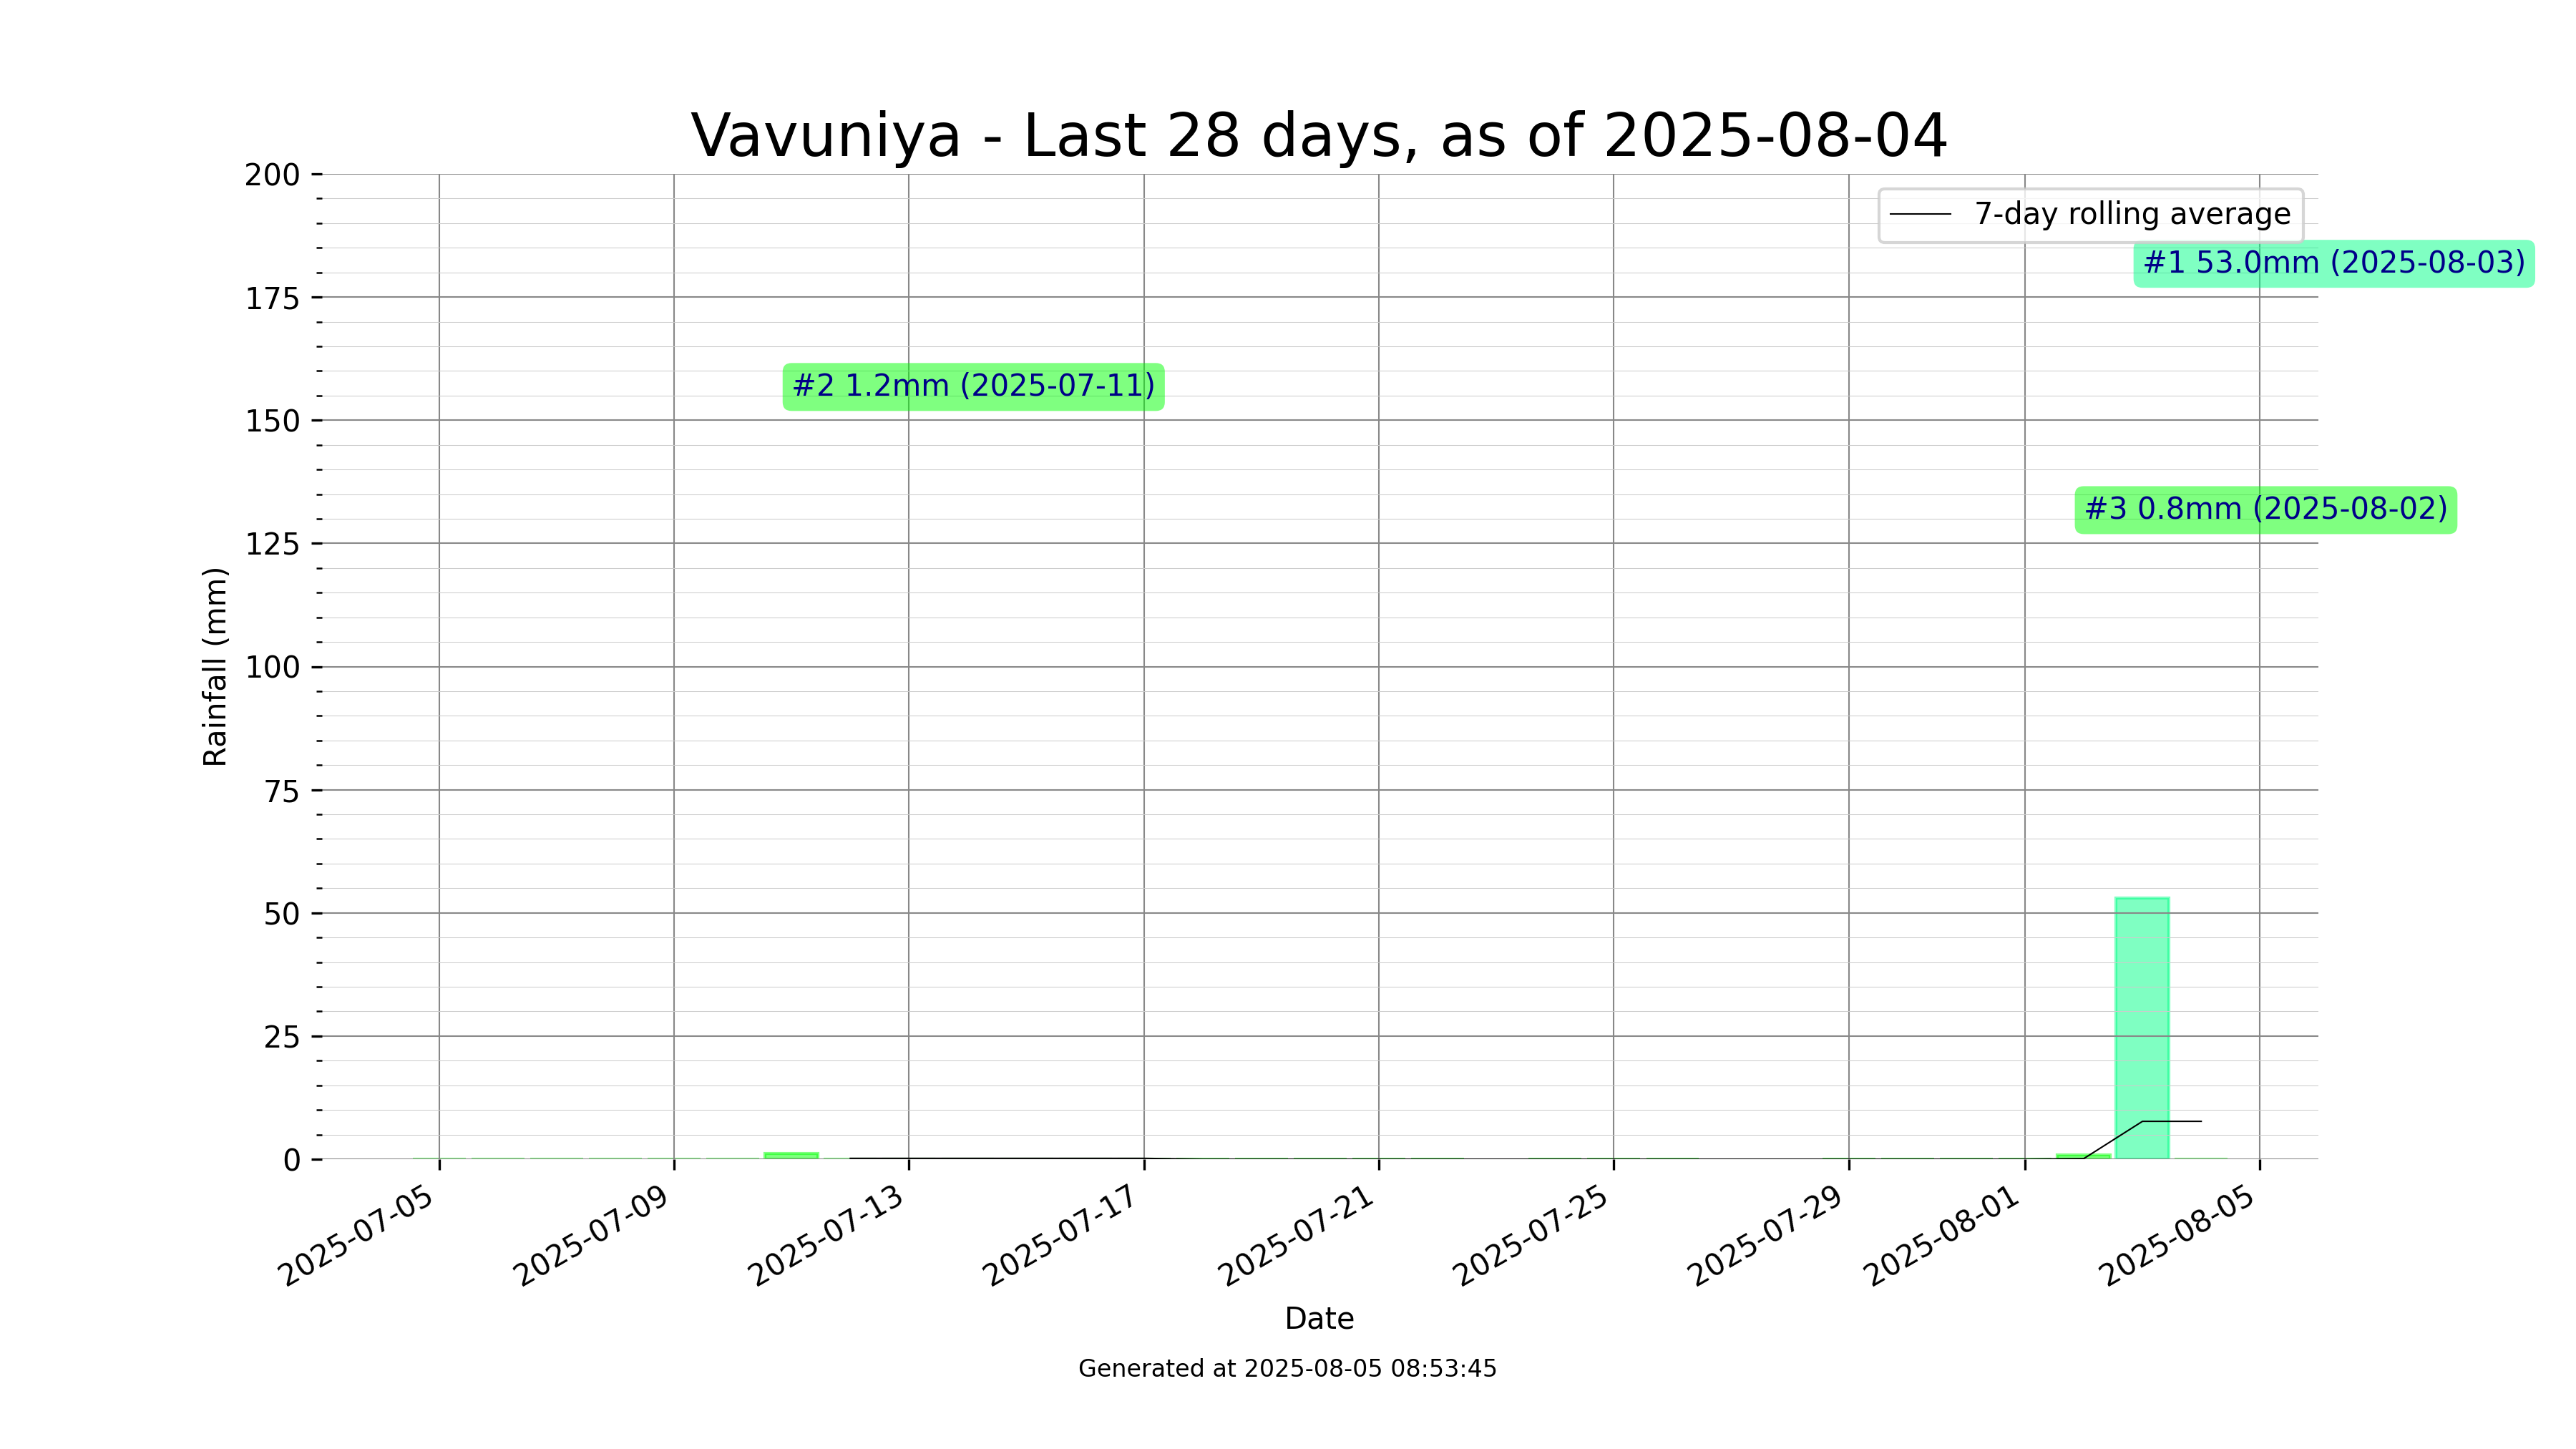 Vavuniya - Last 28 days, as of 2025-08-04
200
175
150
125
100
75
50
25
0
Rainfall (mm)
7-day rolling average
#1 53.0mm (2025-08-03)
#2 1.2mm (2025-07-11)
#3 0.8mm (2025-08-02)
2025-07-05
2025-07-09
2025-07-13
2025-07-17
2025-07-21
2025-07-25
2025-07-29
2025-08-01
2025-08-05
Date
Generated at 2025-08-05 08:53:45